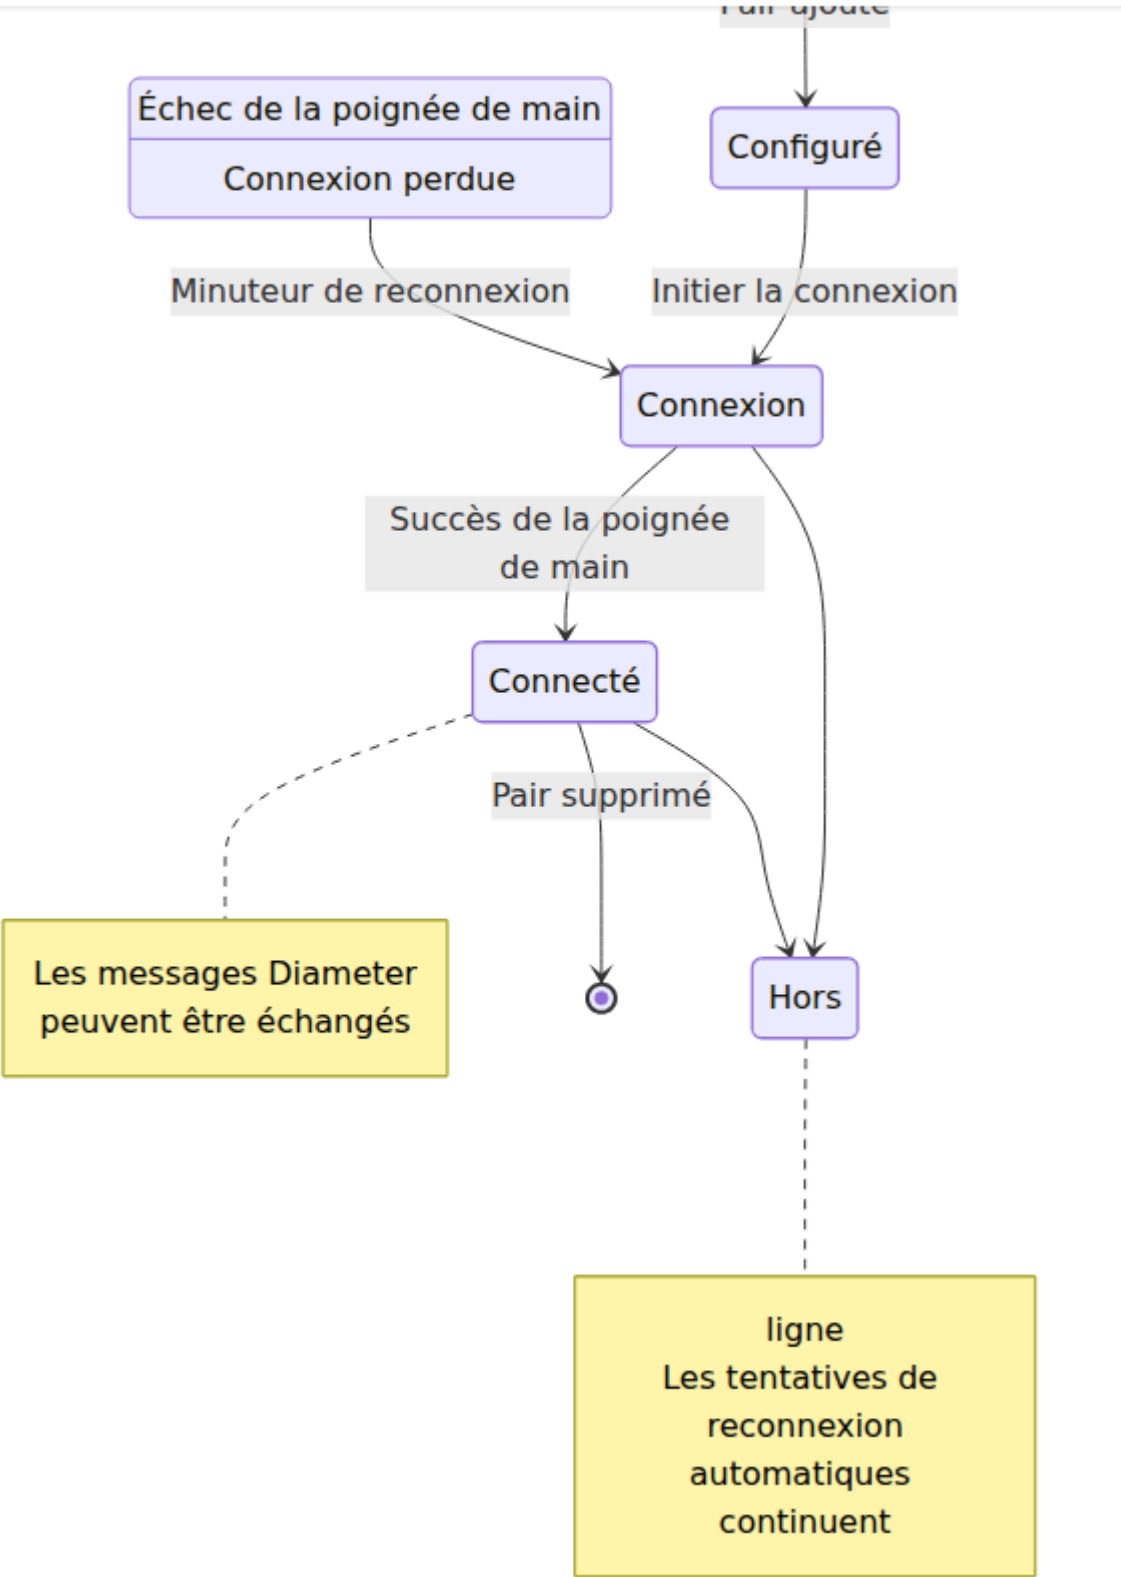 Pair ajouté
Échec de la poignée de main
Connexion perdue
Configuré
Minuteur de reconnexion
Initier la connexion
Connexion
Succès de la poignée
de main
Connecté
Pair supprimé
Les messages Diameter
peuvent être échangés
Hors
ligne
Les tentatives de
reconnexion
automatiques
continuent